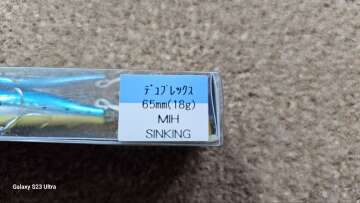 ﾃﾞｭﾌﾟﾚｯｸｽ
65mm(18g)
MIH
SINKING
Galaxy S23 Ultra